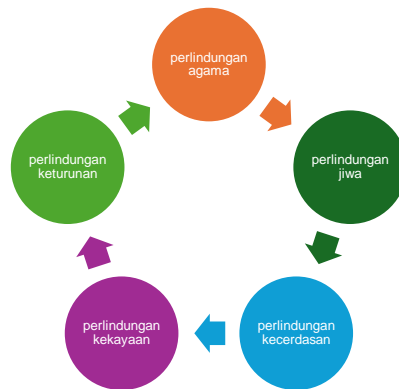 perlindungan
agama
perlindungan
jiwa
perlindungan
kecerdasan
perlindungan
kekayaan
perlindungan
keturunan